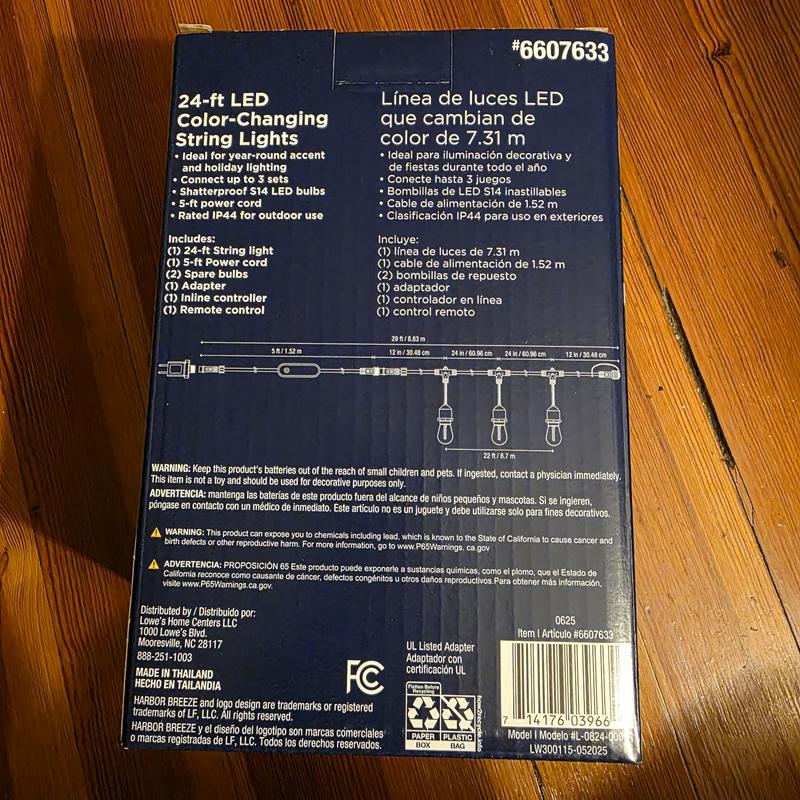 #6607633
24-ft LED
Color-Changing
String Lights
• Ideal for year-round accent
and holiday lighting
• Connect up to 3 sets
• Shatterproof S14 LED bulbs
• 5-ft power cord
• Rated IP44 for outdoor use
Includes:
(1) 24-ft String light
(1) 5-ft Power cord
(2) Spare bulbs
(1) Adapter
(1) Inline controller
(1) Remote control
Línea de luces LED
que cambian de
color de 7.31 m
• Ideal para iluminación decorativa y
de fiestas durante todo el año
• Conecte hasta 3 juegos
• Bombillas de LED S14 inastillables
• Cable de alimentación de 1.52 m
• Clasificación IP44 para uso en exteriores
Incluye:
(1) línea de luces de 7.31 m
(1) cable de alimentación de 1.52 m
(2) bombillas de repuesto
(1) adaptador
(1) controlador en línea
(1) control remoto
29 ft / 8.83 m
5 ft / 1.52 m
12 in / 30.48 cm
24 in / 60.96 cm
24 in / 60.96 cm
12 in / 30.48 cm
22 ft / 6.7 m
WARNING: Keep this product's batteries out of the reach of small children and pets. If ingested, contact a physician immediately.
This item is not a toy and should be used for decorative purposes only.
ADVERTENCIA: mantenga las baterías de este producto fuera del alcance de niños pequeños y mascotas. Si se ingieren,
póngase en contacto con un médico de inmediato. Este artículo no es un juguete y debe utilizarse solo para fines decorativos.
WARNING: This product can expose you to chemicals including lead, which is known to the State of California to cause cancer and
birth defects or other reproductive harm. For more information, go to www.P65Warnings. ca.gov
ADVERTENCIA: PROPOSICIÓN 65 Este producto puede exponerle a sustancias químicas, como el plomo, que el Estado de
California reconoce como causante de cáncer, defectos congénitos u otros daños reproductivos. Para obtener más información,
visite www.P65Warnings.ca.gov.
Distributed by / Distribuido por:
Lowe's Home Centers LLC
1000 Lowe's Blvd.
Mooresville, NC 28117
888-251-1003
MADE IN THAILAND
HECHO EN TAILANDIA
FC
HARBOR BREEZE and logo design are trademarks or registered
trademarks of LF, LLC. All rights reserved.
HARBOR BREEZE y el diseño del logotipo son marcas comerciales
o marcas registradas de LF, LLC. Todos los derechos reservados.
UL Listed Adapter
Adaptador con
certificación UL
Flatten Before
Recycling
PAPER
BOX
PLASTIC
BAG
how2recycle.info
0625
Item | Artículo #6607633
7 14176 03966
Model | Modelo #L-0824-000
LW300115-052025